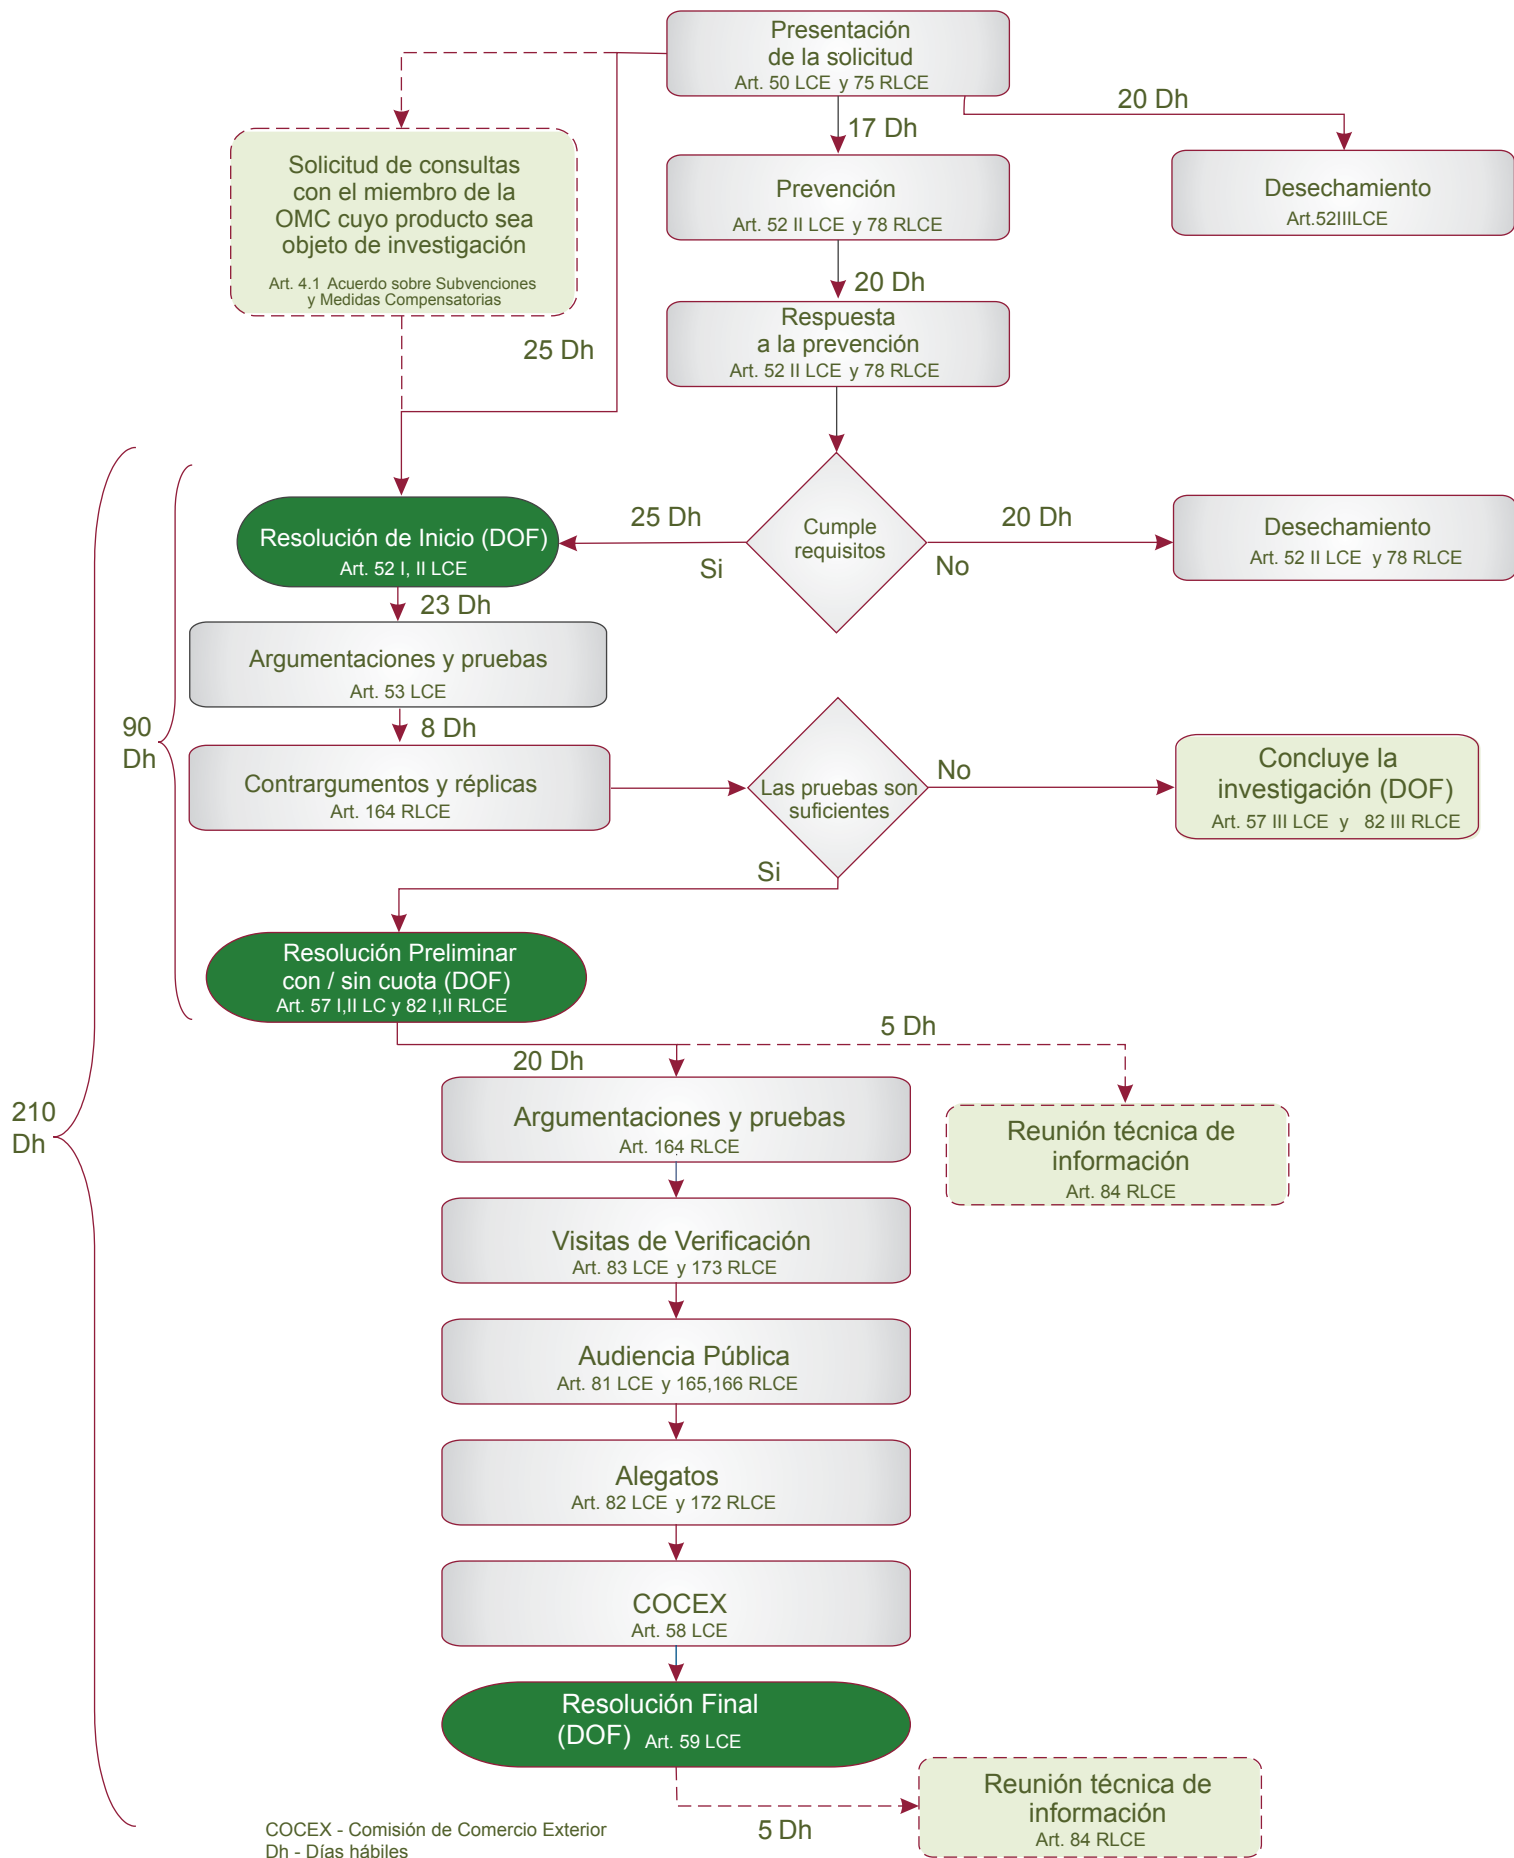 Presentación
de la solicitud
Art. 50 LCE y 75 RLCE
20 Dh
17 Dh
Solicitud de consultas
con el miembro de la
OMC cuyo producto sea
objeto de investigación
Art. 4.1 Acuerdo sobre Subvenciones
y Medidas Compensatorias
Prevención
Art. 52 II LCE y 78 RLCE
Desechamiento
Art.52IIILCE
20 Dh
25 Dh
Respuesta
a la prevención
Art. 52 II LCE y 78 RLCE
Resolución de Inicio (DOF)
Art. 52 I, II LCE
25 Dh
Si
Cumple
requisitos
20 Dh
No
Desechamiento
Art. 52 II LCE y 78 RLCE
23 Dh
Argumentaciones y pruebas
Art. 53 LCE
8 Dh
90
Dh
Contrargumentos y réplicas
Art. 164 RLCE
Las pruebas son
suficientes
No
Concluye la
investigación (DOF)
Art. 57 III LCE y 82 III RLCE
Si
Resolución Preliminar
con / sin cuota (DOF)
Art. 57 I,II LC y 82 I,II RLCE
5 Dh
20 Dh
210
Dh
Argumentaciones y pruebas
Art. 164 RLCE
Reunión técnica de
información
Art. 84 RLCE
Visitas de Verificación
Art. 83 LCE y 173 RLCE
Audiencia Pública
Art. 81 LCE y 165,166 RLCE
Alegatos
Art. 82 LCE y 172 RLCE
COCEX
Art. 58 LCE
Resolución Final
(DOF) Art. 59 LCE
5 Dh
Reunión técnica de
información
Art. 84 RLCE
COCEX - Comisión de Comercio Exterior
Dh - Días hábiles